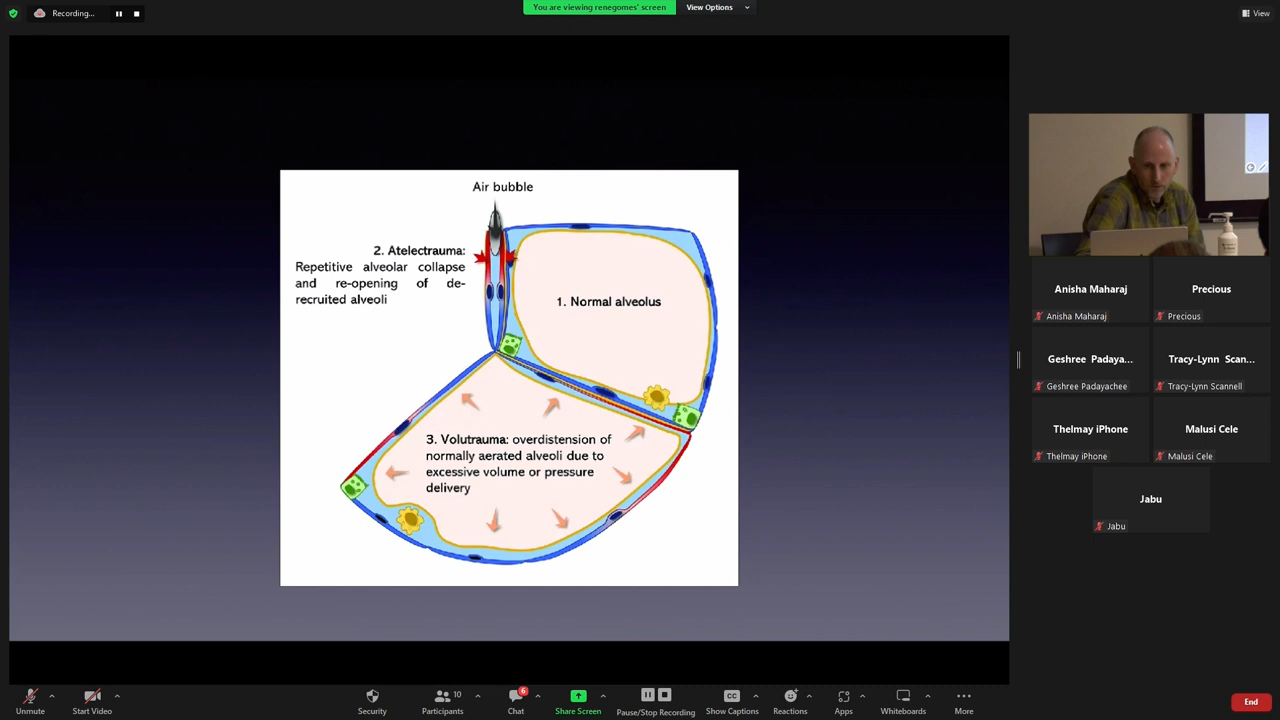 Recording...
You are viewing renegomes' screen
View Options
View
Air bubble
2. Atelectrauma:
Repetitive alveolar collapse
and re-opening of de-
recruited alveoli
1. Normal alveolus
3. Volutrauma: overdistension of
normally aerated alveoli due to
excessive volume or pressure
delivery
Anisha Maharaj
Anisha Maharaj
Precious
Precious
Geshree Padaya...
Geshree Padayachee
Tracy-Lynn Scan...
Tracy-Lynn Scannell
Thelmay iPhone
Thelmay iPhone
Malusi Cele
Malusi Cele
Jabu
Jabu
Unmute
Start Video
Security
10
Participants
6
Chat
Share Screen
Pause/Stop Recording
CC
Show Captions
Reactions
Apps
Whiteboards
More
End